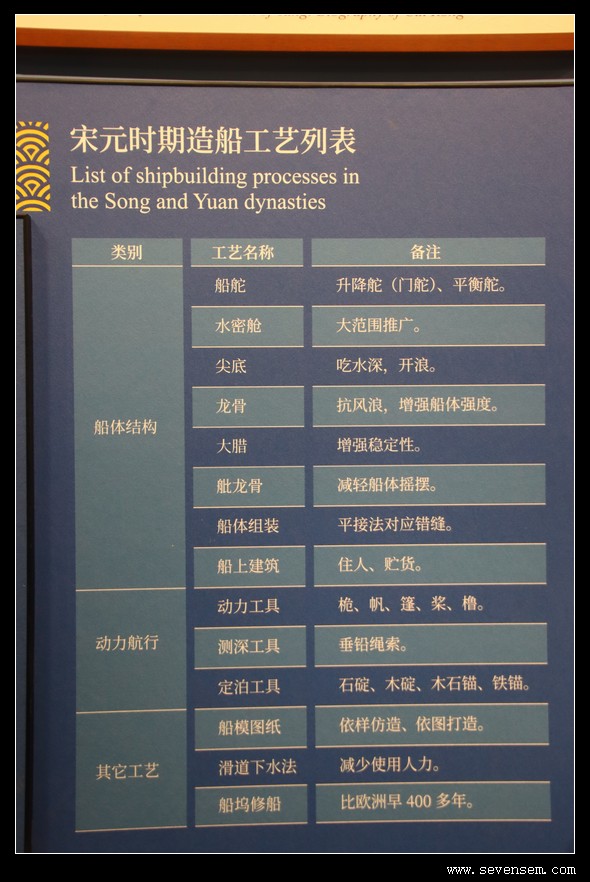 宋元时期造船工艺列表
List of shipbuilding processes in
the Song and Yuan dynasties
类别 工艺名称 备注
船体结构
船舵 升降舵（门舵）、平衡舵。
水密舱 大范围推广。
尖底 吃水深，开浪。
龙骨 抗风浪，增强船体强度。
大腊 增强稳定性。
舭龙骨 减轻船体摇摆。
船体组装 平接法对应错缝。
船上建筑 住人、贮货。
动力航行
动力工具 桅、帆、篷、桨、橹。
测深工具 垂铅绳索。
定泊工具 石碇、木碇、木石锚、铁锚。
其它工艺
船模图纸 依样仿造、依图打造。
滑道下水法 减少使用人力。
船坞修船 比欧洲早 400 多年。
www.sevensem.com